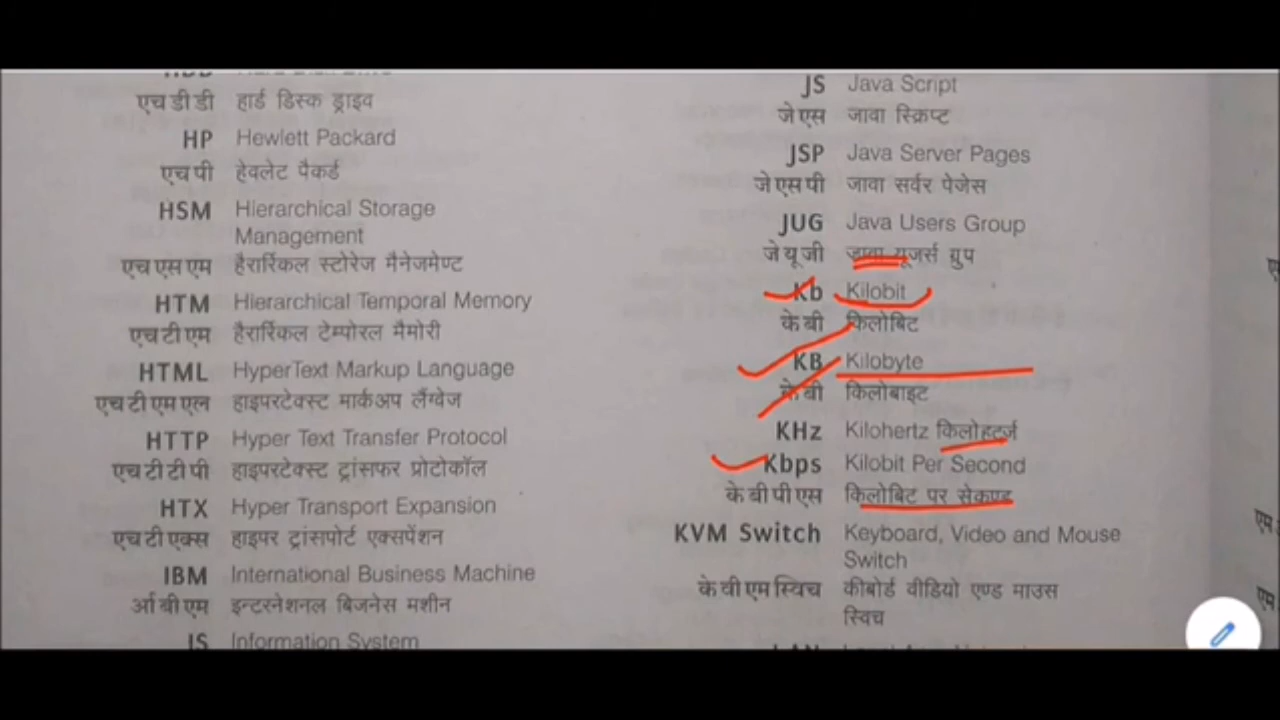 एच डी डी हार्ड डिस्क ड्राइव
HP Hewlett Packard
एच पी हेवलेट पैकर्ड
HSM Hierarchical Storage
Management
एच एस एम हैरार्रिकल स्टोरेज मैनेजमेण्ट
HTM Hierarchical Temporal Memory
एच टी एम हैरार्रिकल टेम्पोरल मैमोरी
HTML HyperText Markup Language
एच टी एम एल हाइपरटेक्स्ट मार्कअप लैंग्वेज
HTTP Hyper Text Transfer Protocol
एच टी टी पी हाइपरटेक्स्ट ट्रांसफर प्रोटोकॉल
HTX Hyper Transport Expansion
एच टी एक्स हाइपर ट्रांसपोर्ट एक्सपेंशन
IBM International Business Machine
आई बी एम इन्टरनेशनल बिजनेस मशीन
IS Information System
JS Java Script
जे एस जावा स्क्रिप्ट
JSP Java Server Pages
जे एस पी जावा सर्वर पेजेस
JUG Java Users Group
जे यू जी जावा यूजर्स ग्रुप
Kb Kilobit
के बी किलोबिट
KB Kilobyte
के बी किलोबाइट
KHz Kilohertz किलोहर्ट्ज
Kbps Kilobit Per Second
के बी पी एस किलोबिट पर सेकण्ड
KVM Switch Keyboard, Video and Mouse
Switch
के वी एम स्विच कीबोर्ड वीडियो एण्ड माउस
स्विच